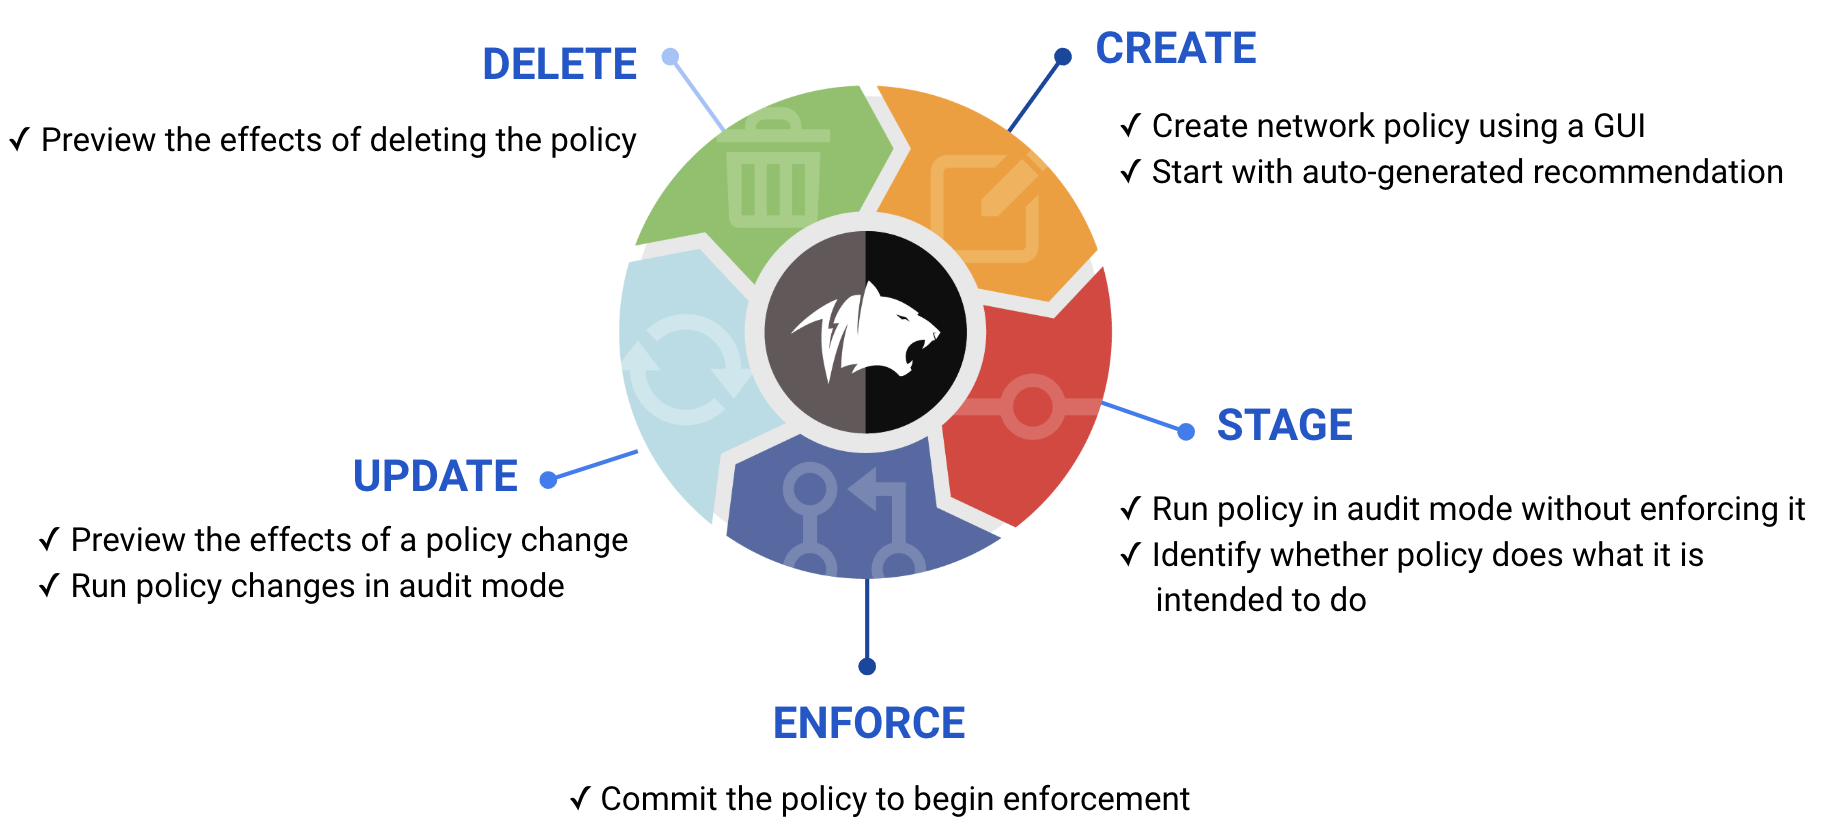 DELETE
✓ Preview the effects of deleting the policy
CREATE
✓ Create network policy using a GUI
✓ Start with auto-generated recommendation
STAGE
✓ Run policy in audit mode without enforcing it
✓ Identify whether policy does what it is
intended to do
UPDATE
✓ Preview the effects of a policy change
✓ Run policy changes in audit mode
ENFORCE
✓ Commit the policy to begin enforcement